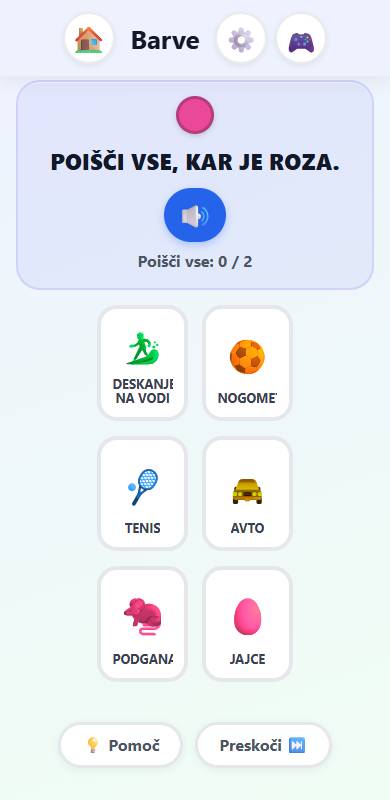 Barve
POIŠČI VSE, KAR JE ROZA.
Poišči vse: 0 / 2
DESKANJE
NA VODI
NOGOMET
TENIS
AVTO
PODGANA
JAJCE
Pomoč
Preskoči